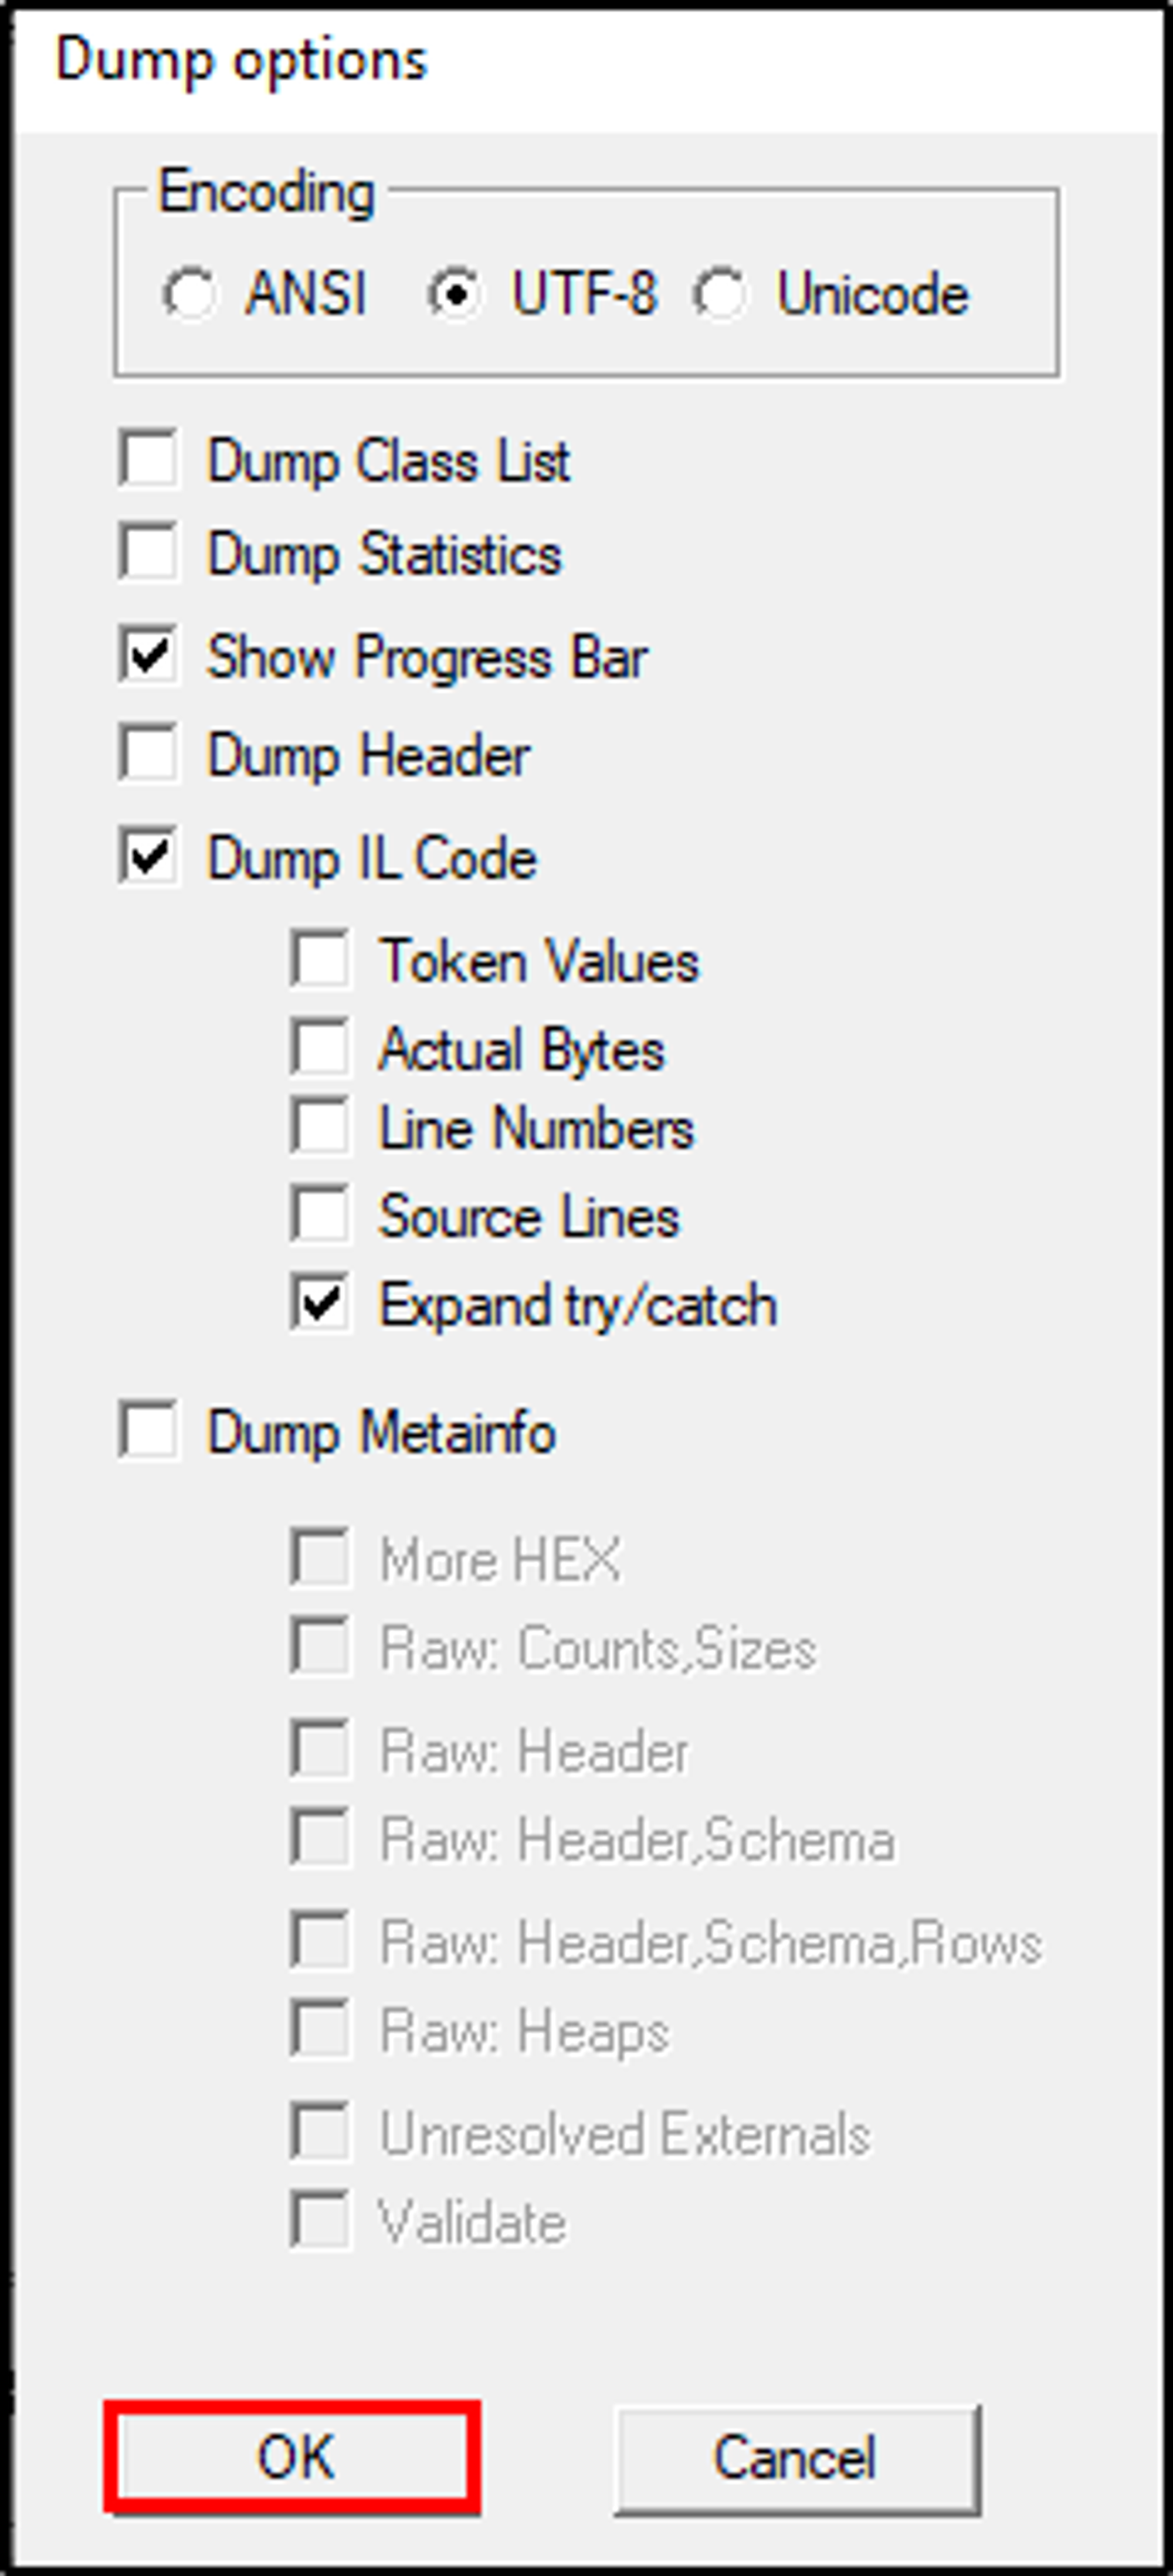 Dump options
Encoding
ANSI UTF-8 Unicode
Dump Class List
Dump Statistics
Show Progress Bar
Dump Header
Dump IL Code
Token Values
Actual Bytes
Line Numbers
Source Lines
Expand try/catch
Dump Metainfo
More HEX
Raw: Counts,Sizes
Raw: Header
Raw: Header,Schema
Raw: Header,Schema,Rows
Raw: Heaps
Unresolved Externals
Validate
OK Cancel